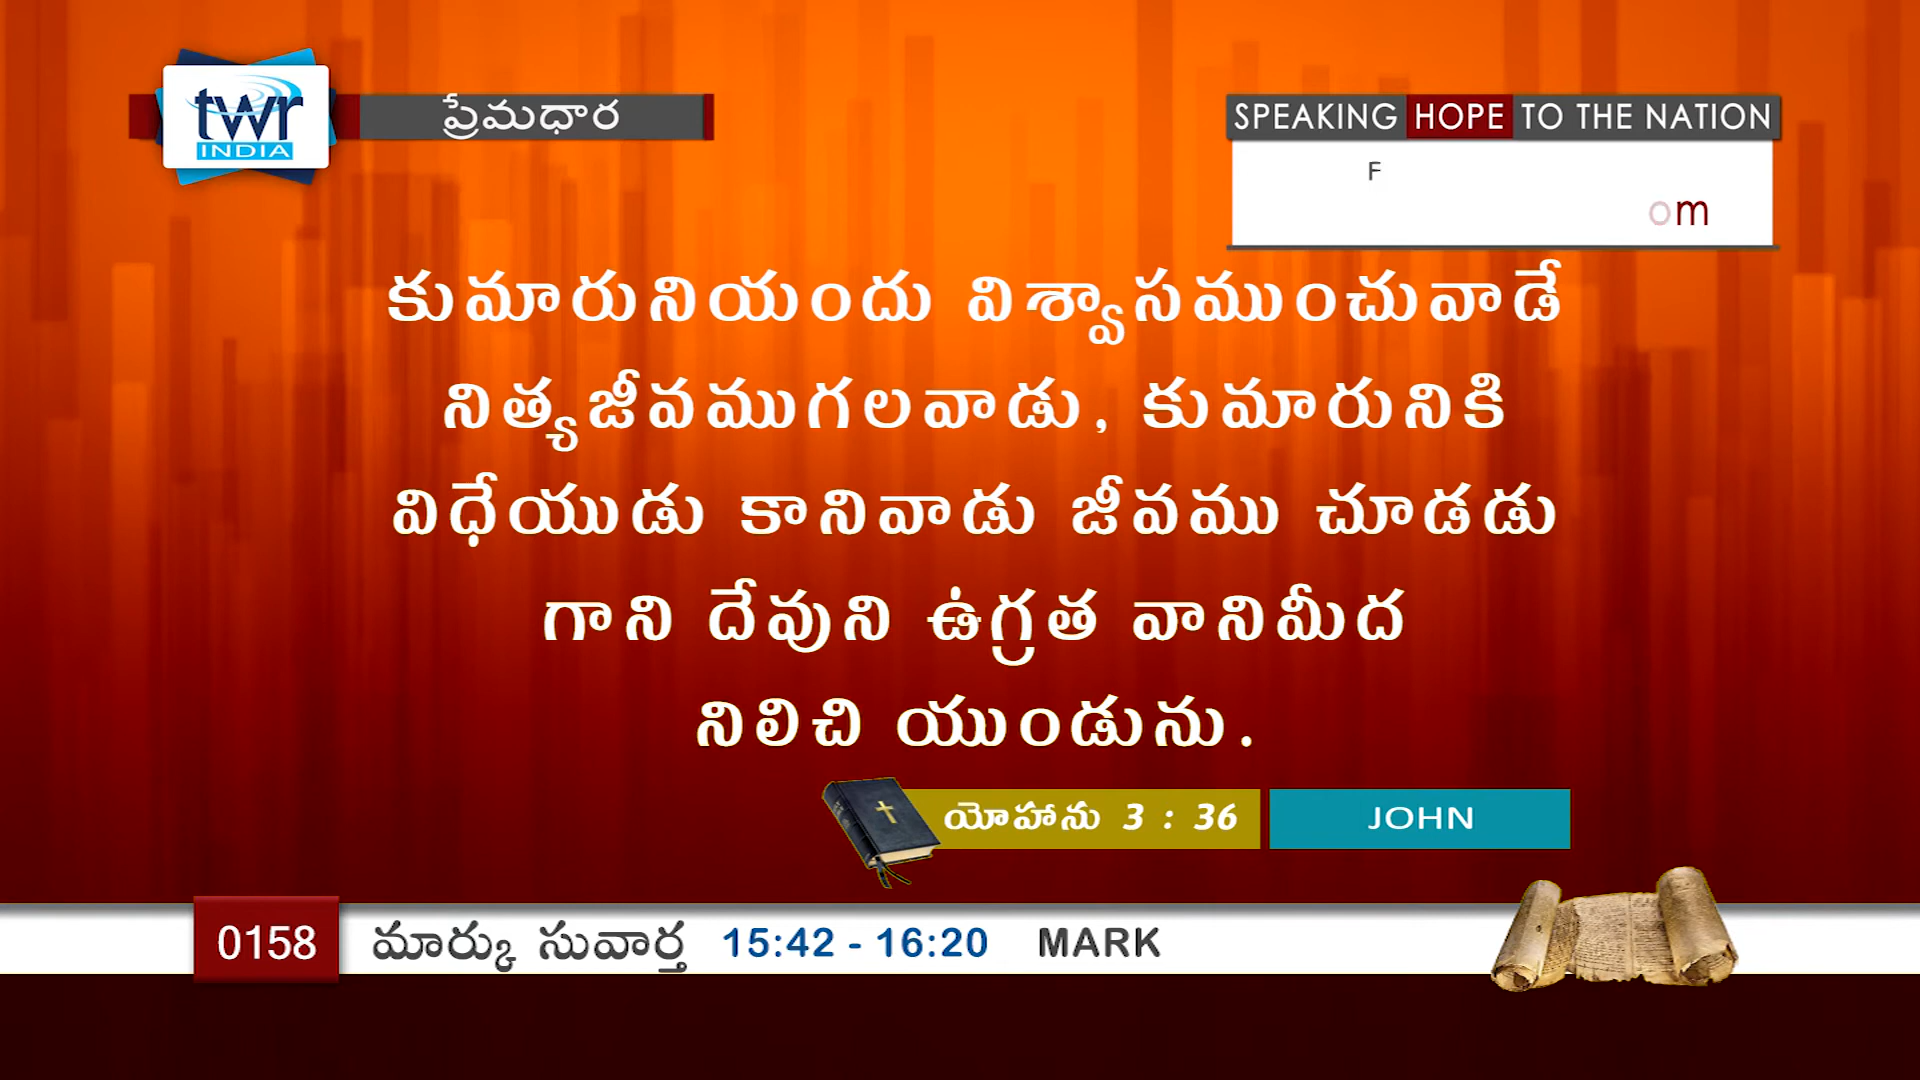 twr
INDIA
ప్రేమధార
SPEAKING HOPE TO THE NATION
F
om
కుమారునియందు విశ్వాసముంచువాడే
నిత్యజీవముగలవాడు, కుమారునికి
విధేయుడు కానివాడు జీవము చూడడు
గాని దేవుని ఉగ్రత వానిమీద
నిలిచి యుండును.
యోహాను 3 : 36 JOHN
0158 మార్కు సువార్త 15:42 - 16:20 MARK